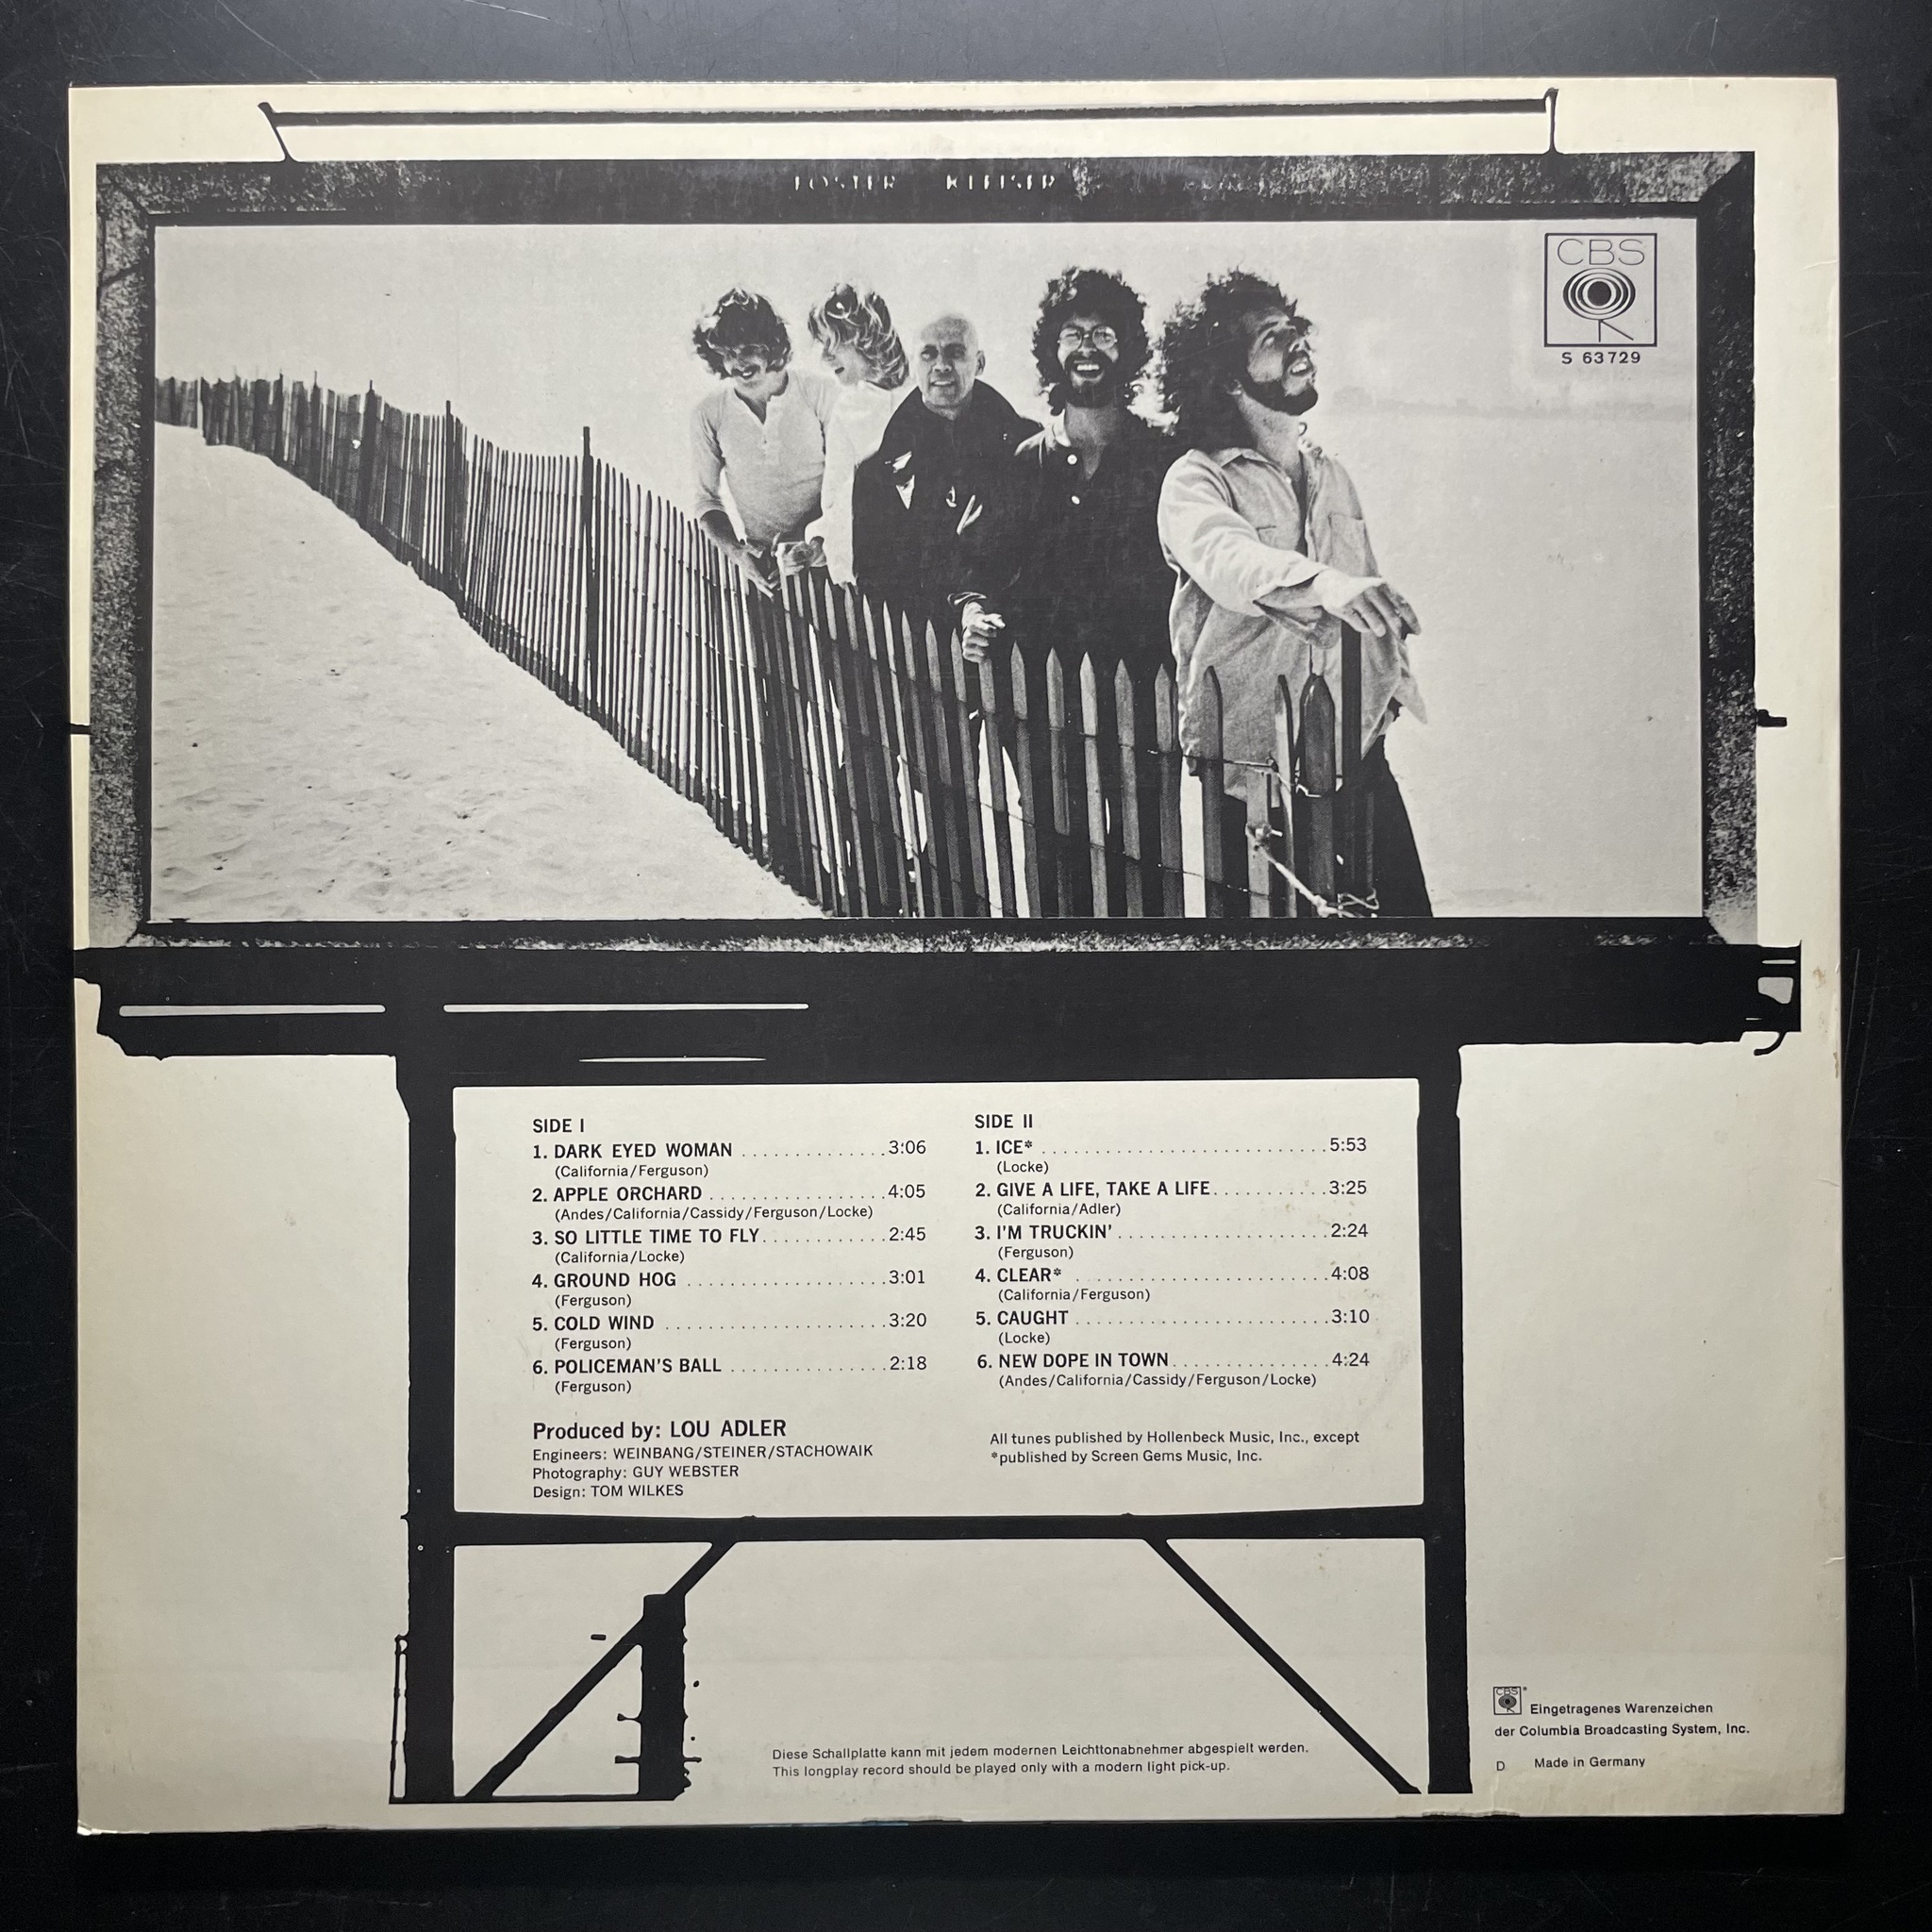 FOSTER KLEISER
CBS
S 63729
SIDE I
1. DARK EYED WOMAN ..............3:06
(California/Ferguson)
2. APPLE ORCHARD .................4:05
(Andes/California/Cassidy/Ferguson/Locke)
3. SO LITTLE TIME TO FLY............2:45
(California/Locke)
4. GROUND HOG ...................3:01
(Ferguson)
5. COLD WIND .....................3:20
(Ferguson)
6. POLICEMAN'S BALL ...............2:18
(Ferguson)
Produced by: LOU ADLER
Engineers: WEINBANG/STEINER/STACHOWAIK
Photography: GUY WEBSTER
Design: TOM WILKES
SIDE II
1. ICE* ...........................5:53
(Locke)
2. GIVE A LIFE, TAKE A LIFE...........3:25
(California/Adler)
3. I'M TRUCKIN' ....................2:24
(Ferguson)
4. CLEAR* ........................4:08
(California/Ferguson)
5. CAUGHT ........................3:10
(Locke)
6. NEW DOPE IN TOWN...............4:24
(Andes/California/Cassidy/Ferguson/Locke)
All tunes published by Hollenbeck Music, Inc., except
*published by Screen Gems Music, Inc.
CBS® Eingetragenes Warenzeichen
der Columbia Broadcasting System, Inc.
D Made in Germany
Diese Schallplatte kann mit jedem modernen Leichttonabnehmer abgespielt werden.
This longplay record should be played only with a modern light pick-up.